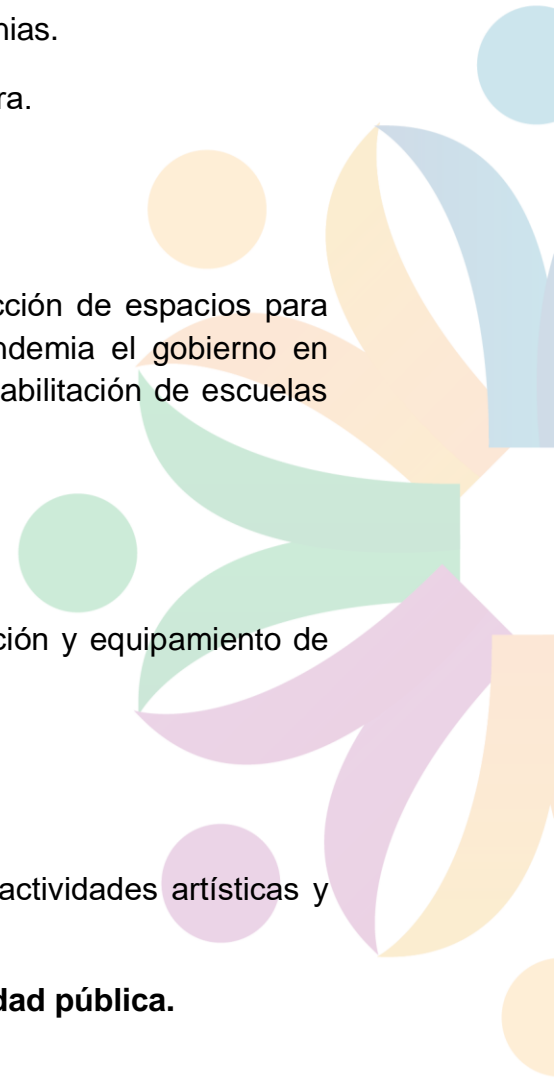 nias.
ra.
cción de espacios para
ndemia el gobierno en
abilitación de escuelas
ción y equipamiento de
actividades artísticas y
dad pública.